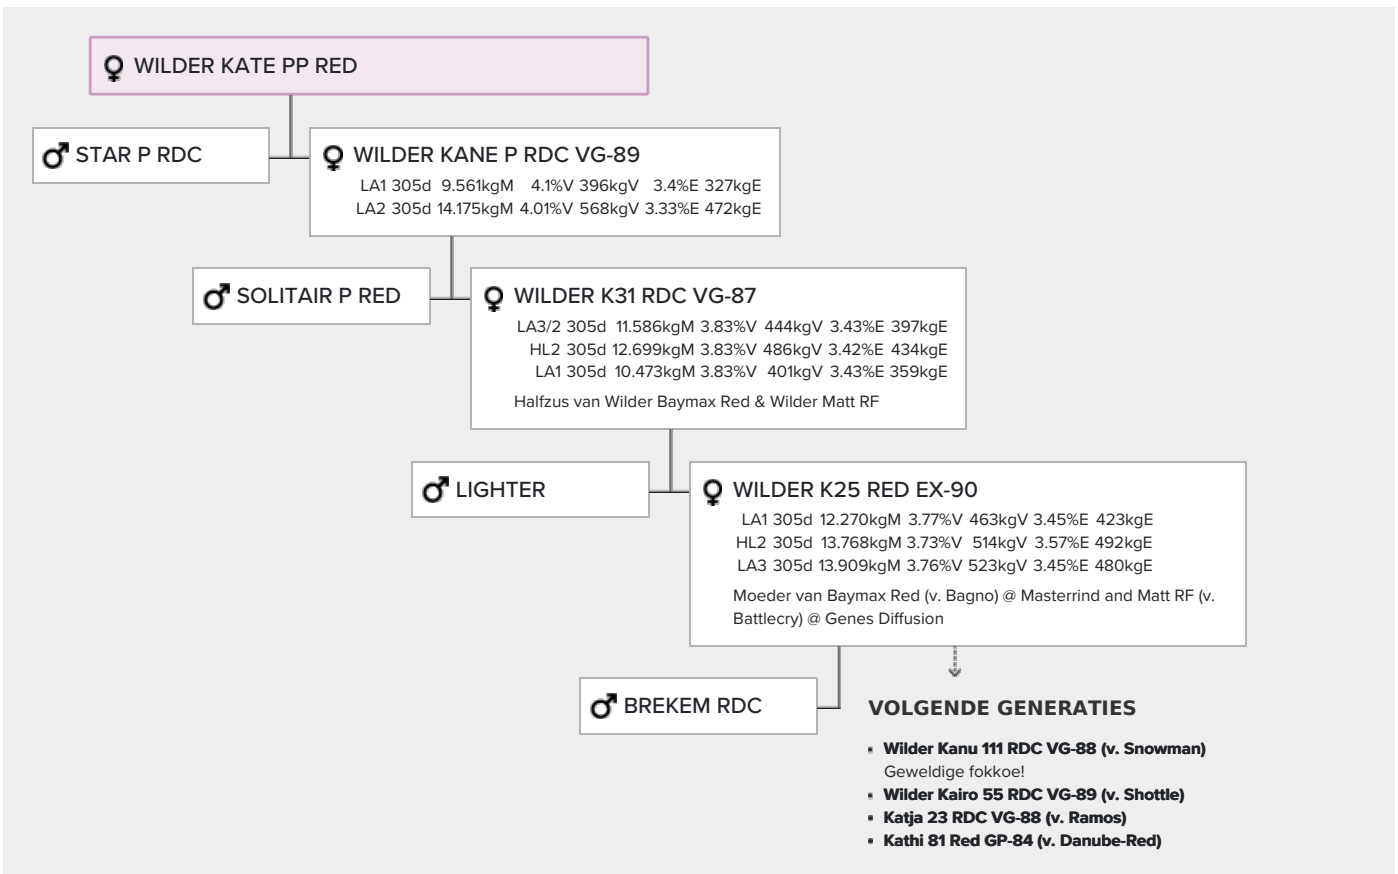 WILDER KATE PP RED
STAR P RDC
WILDER KANE P RDC VG-89
LA1 305d 9.561kgM 4.1%V 396kgV 3.4%E 327kgE
LA2 305d 14.175kgM 4.01%V 568kgV 3.33%E 472kgE
SOLITAIR P RED
WILDER K31 RDC VG-87
LA3/2 305d 11.586kgM 3.83%V 444kgV 3.43%E 397kgE
HL2 305d 12.699kgM 3.83%V 486kgV 3.42%E 434kgE
LA1 305d 10.473kgM 3.83%V 401kgV 3.43%E 359kgE
Halfzus van Wilder Baymax Red & Wilder Matt RF
LIGHTER
WILDER K25 RED EX-90
LA1 305d 12.270kgM 3.77%V 463kgV 3.45%E 423kgE
HL2 305d 13.768kgM 3.73%V 514kgV 3.57%E 492kgE
LA3 305d 13.909kgM 3.76%V 523kgV 3.45%E 480kgE
Moeder van Baymax Red (v. Bagno) @ Masterrind and Matt RF (v.
Battlecry) @ Genes Diffusion
BREKEM RDC
VOLGENDE GENERATIES
• Wilder Kanu 111 RDC VG-88 (v. Snowman)
Geweldige fokkoe!
• Wilder Kairo 55 RDC VG-89 (v. Shottle)
• Katja 23 RDC VG-88 (v. Ramos)
• Kathi 81 Red GP-84 (v. Danube-Red)